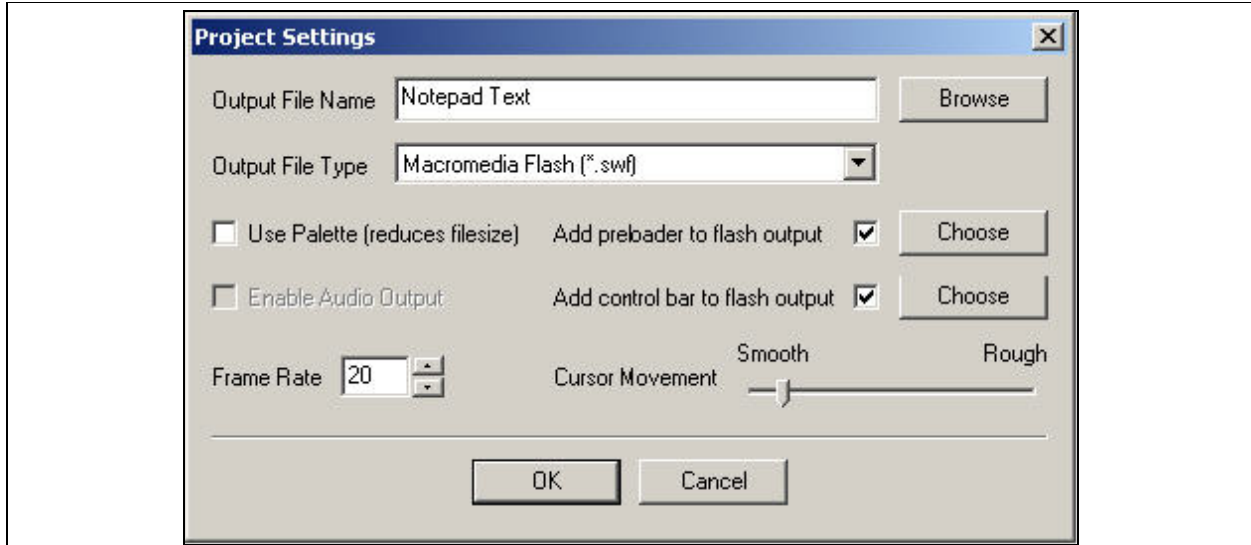 Project Settings
Output File Name Notepad Text Browse
Output File Type Macromedia Flash (*.swf)
Use Palette (reduces filesize) Add preloader to flash output Choose
Enable Audio Output Add control bar to flash output Choose
Smooth Rough
Frame Rate 20 Cursor Movement
OK Cancel